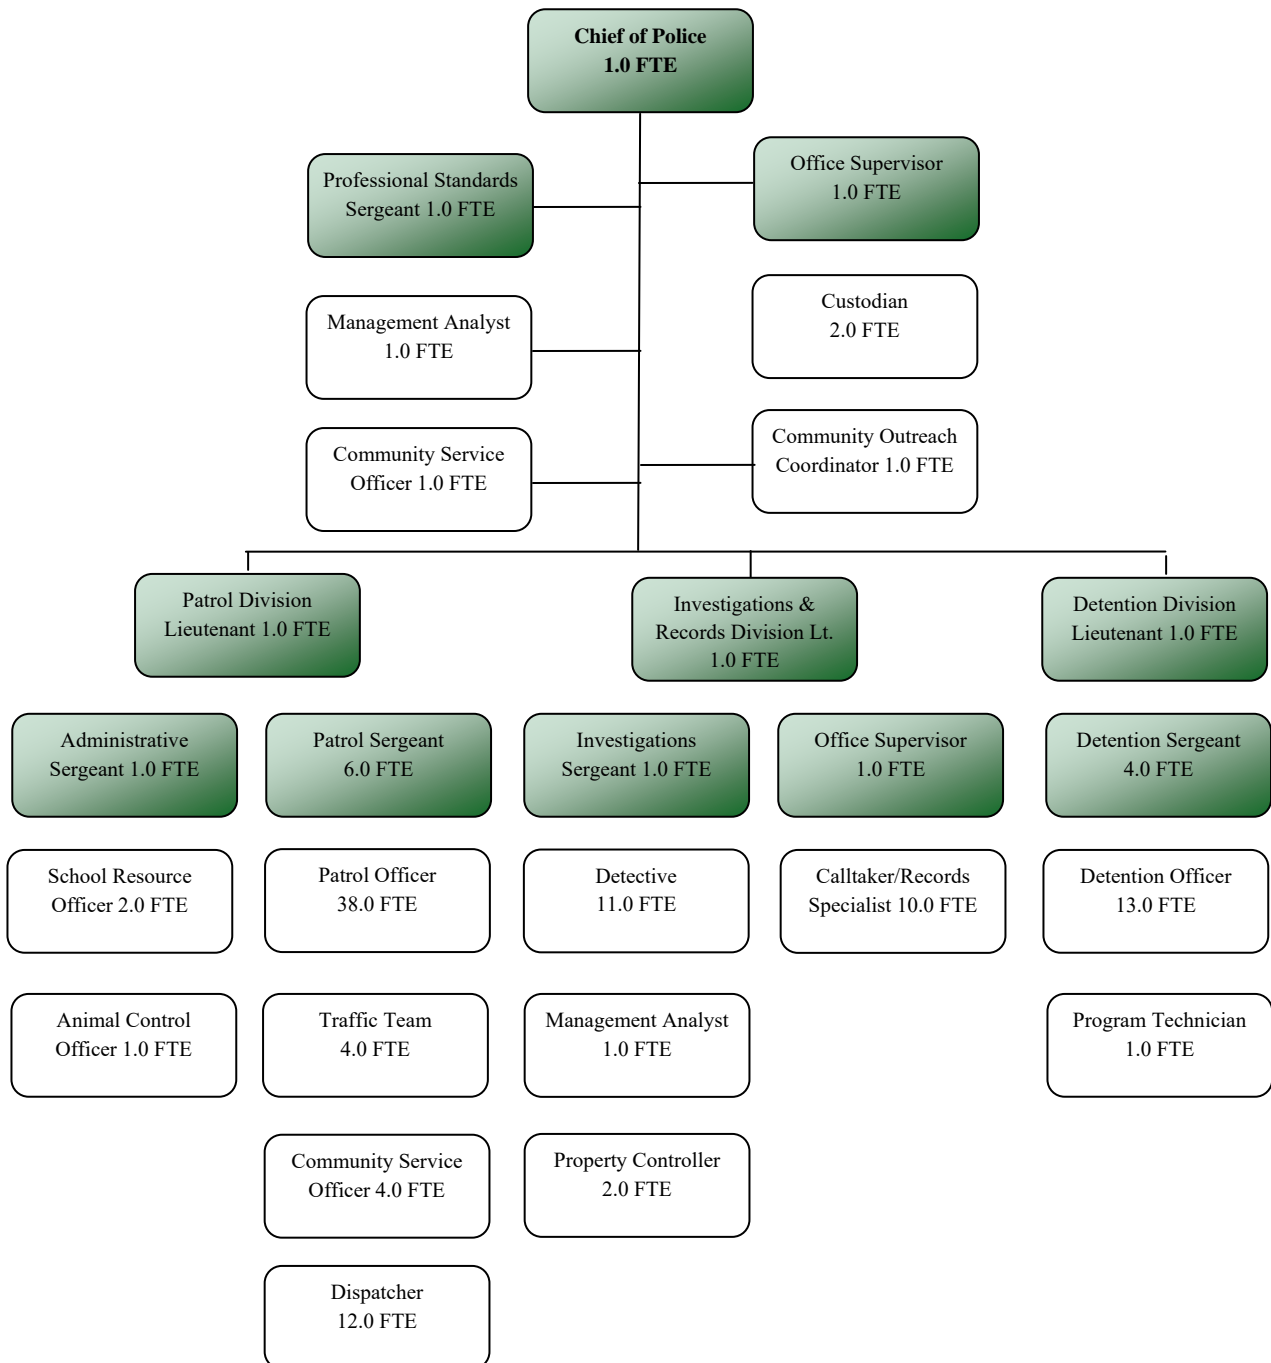 Chief of Police
1.0 FTE
Professional Standards
Sergeant 1.0 FTE
Office Supervisor
1.0 FTE
Management Analyst
1.0 FTE
Custodian
2.0 FTE
Community Service
Officer 1.0 FTE
Community Outreach
Coordinator 1.0 FTE
Patrol Division
Lieutenant 1.0 FTE
Investigations &
Records Division Lt.
1.0 FTE
Detention Division
Lieutenant 1.0 FTE
Administrative
Sergeant 1.0 FTE
Patrol Sergeant
6.0 FTE
Investigations
Sergeant 1.0 FTE
Office Supervisor
1.0 FTE
Detention Sergeant
4.0 FTE
School Resource
Officer 2.0 FTE
Patrol Officer
38.0 FTE
Detective
11.0 FTE
Calltaker/Records
Specialist 10.0 FTE
Detention Officer
13.0 FTE
Animal Control
Officer 1.0 FTE
Traffic Team
4.0 FTE
Management Analyst
1.0 FTE
Program Technician
1.0 FTE
Community Service
Officer 4.0 FTE
Property Controller
2.0 FTE
Dispatcher
12.0 FTE